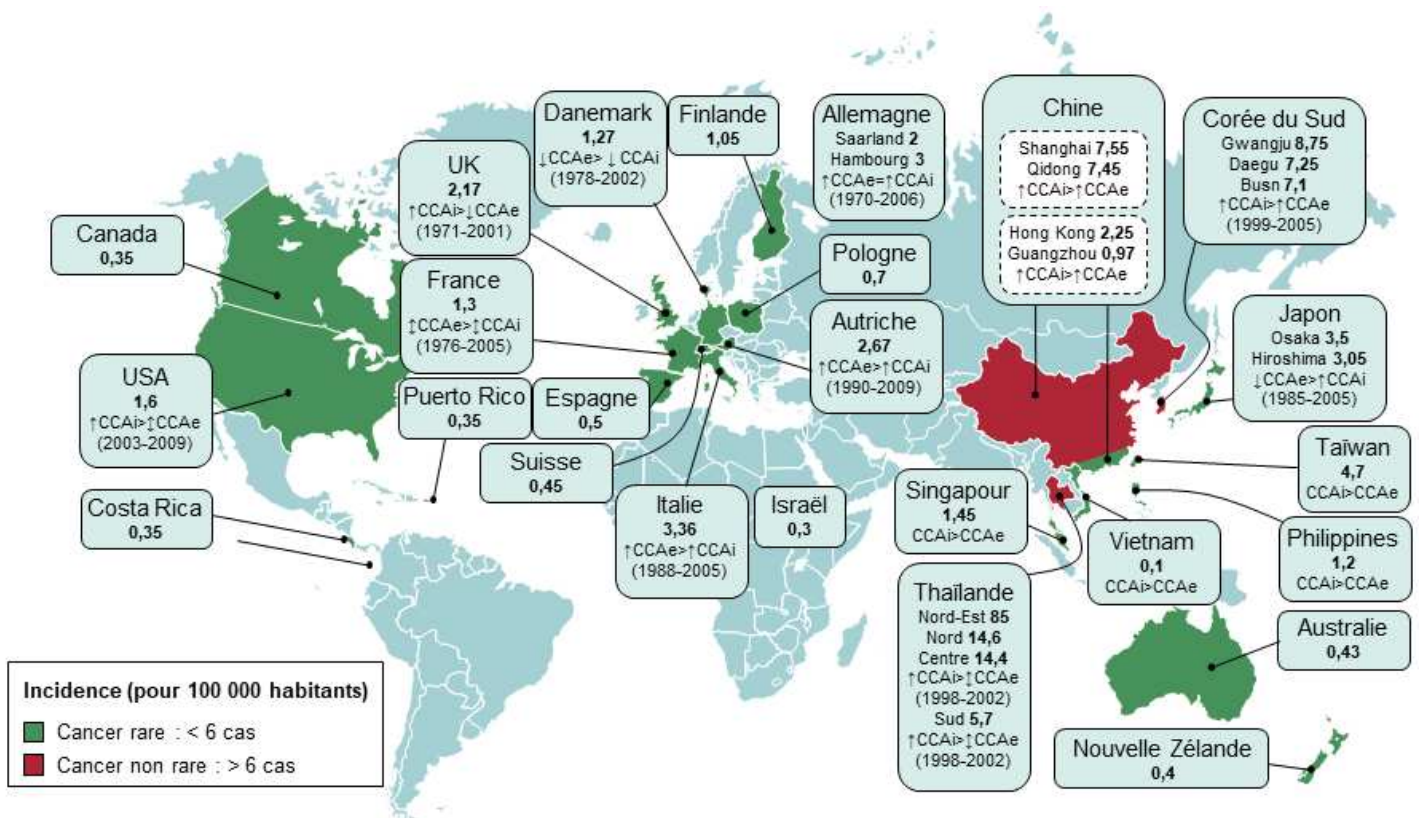 Danemark
1,27
↓CCAe> ↓ CCAi
(1978-2002)
Finlande
1,05
Allemagne
Saarland 2
Hambourg 3
↑CCAe=↑CCAi
(1970-2006)
Chine
Shanghai 7,55
Qidong 7,45
↑CCAi>↑CCAe
Hong Kong 2,25
Guangzhou 0,97
↑CCAi>↑CCAe
Corée du Sud
Gwangju 8,75
Daegu 7,25
Busn 7,1
↑CCAi>↑CCAe
(1999-2005)
UK
2,17
↑CCAi>↓CCAe
(1971-2001)
Canada
0,35
France
1,3
↕CCAe>↕CCAi
(1976-2005)
Pologne
0,7
Autriche
2,67
↑CCAe>↑CCAi
(1990-2009)
Japon
Osaka 3,5
Hiroshima 3,05
↓CCAe>↑CCAi
(1985-2005)
USA
1,6
↑CCAi>↕CCAe
(2003-2009)
Puerto Rico
0,35
Espagne
0,5
Suisse
0,45
Taïwan
4,7
CCAi>CCAe
Costa Rica
0,35
Italie
3,36
↑CCAe>↑CCAi
(1988-2005)
Israël
0,3
Singapour
1,45
CCAi>CCAe
Vietnam
0,1
CCAi>CCAe
Philippines
1,2
CCAi>CCAe
Thaïlande
Nord-Est 85
Nord 14,6
Centre 14,4
↑CCAi>↕CCAe
(1998-2002)
Sud 5,7
↑CCAi>↕CCAe
(1998-2002)
Australie
0,43
Nouvelle Zélande
0,4
Incidence (pour 100 000 habitants)
Cancer rare : < 6 cas
Cancer non rare : > 6 cas